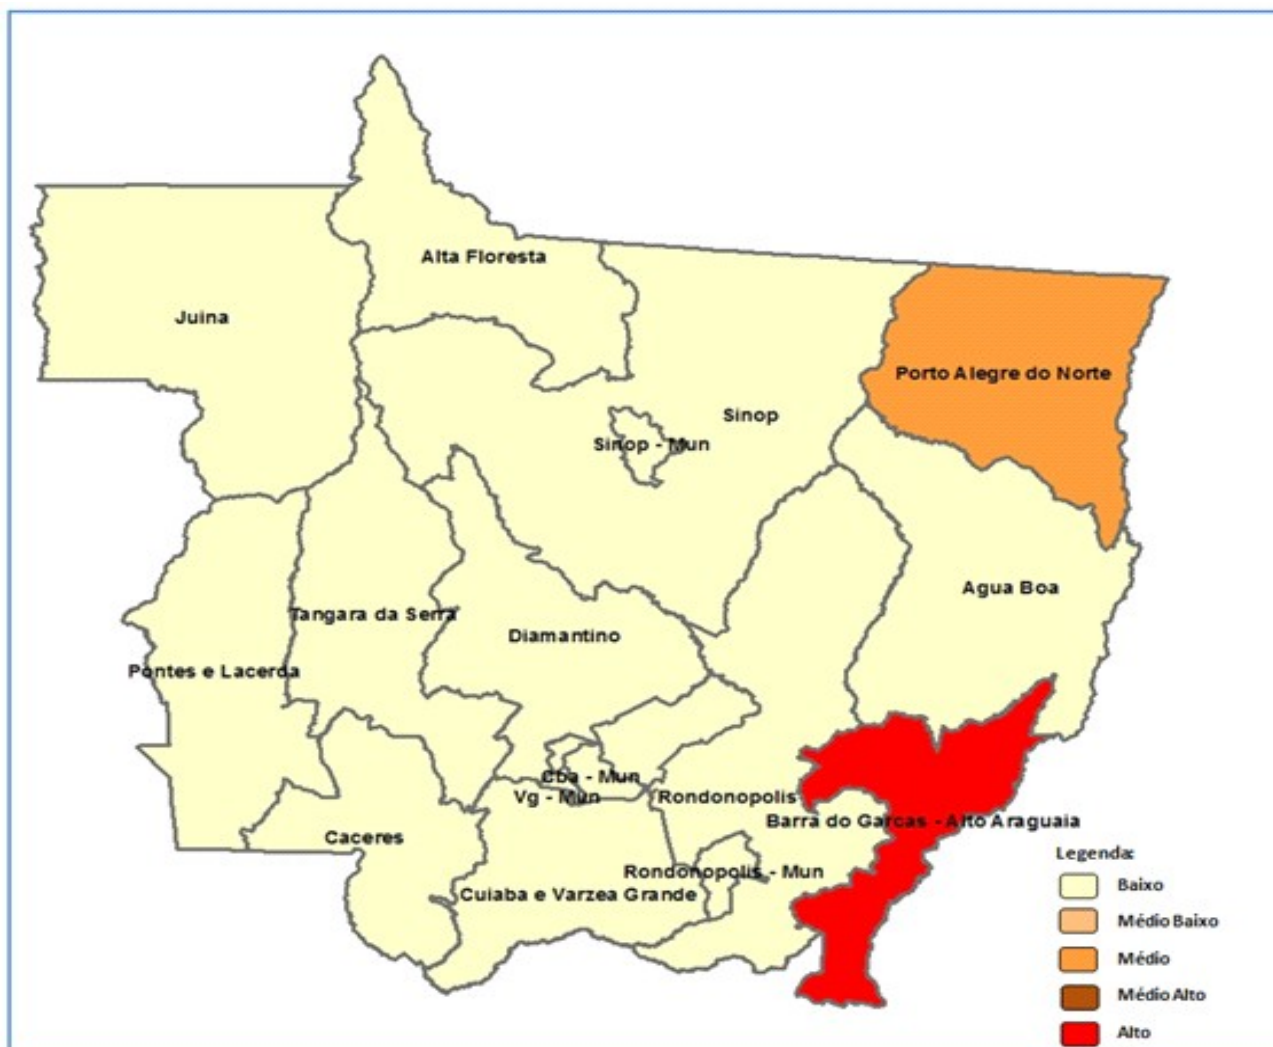 Alta Floresta
Juina
Porto Alegre do Norte
Sinop
Sinop - Mun
Agua Boa
Tangara da Serra
Diamantino
Pontes e Lacerda
Cba - Mun
Vg - Mun
Rondonopolis
Barra do Garcas - Alto Araguaia
Caceres
Rondonopolis - Mun
Cuiaba e Varzea Grande
Legenda:
Baixo
Médio Baixo
Médio
Médio Alto
Alto